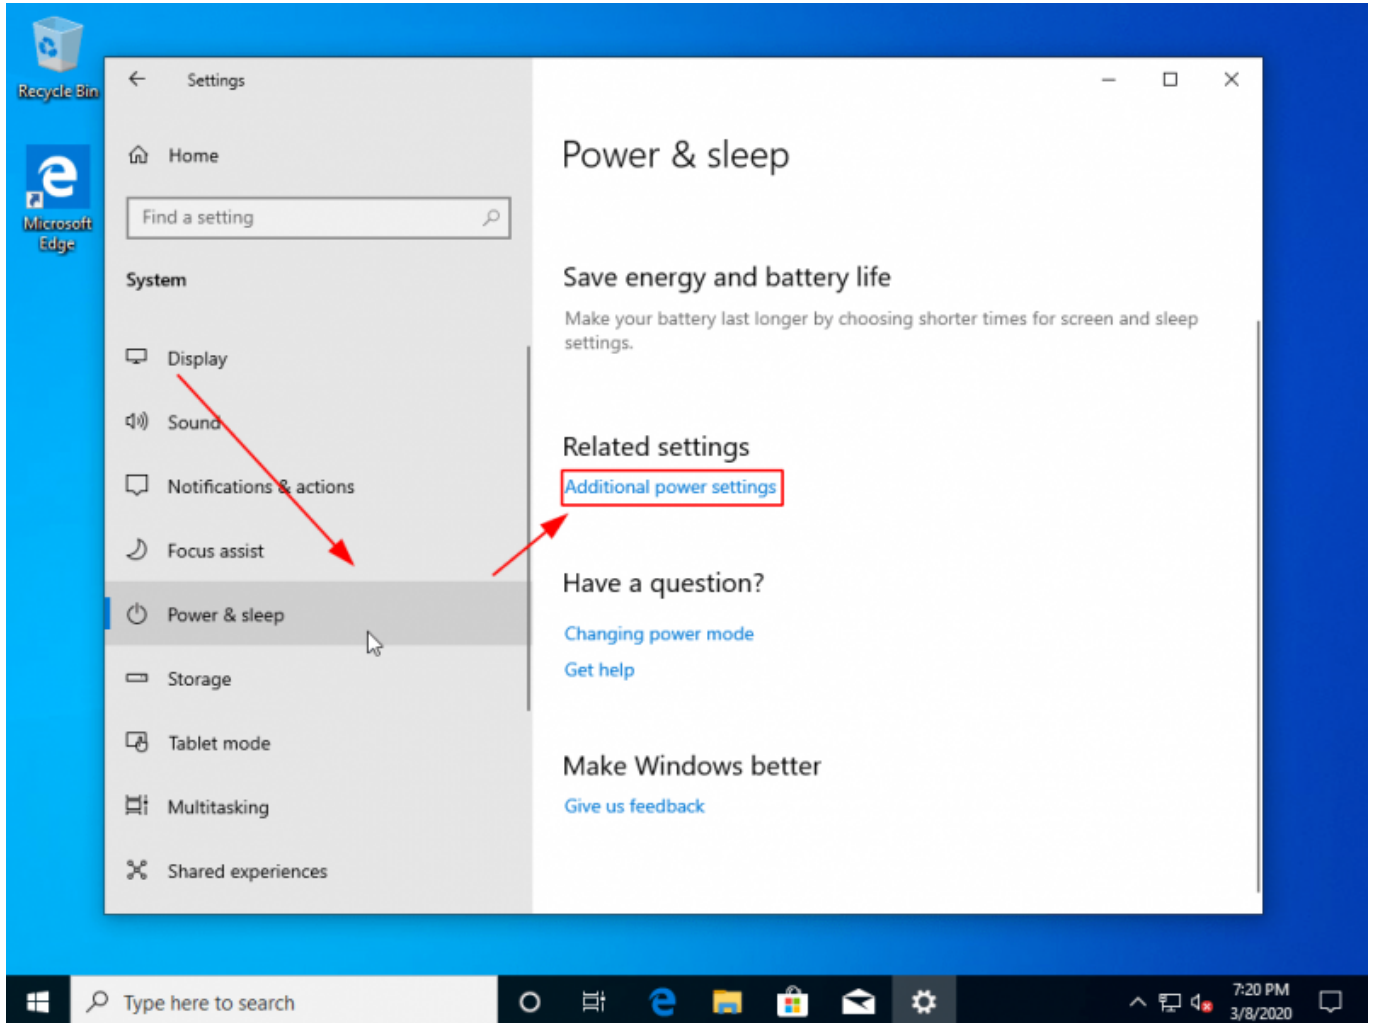 Recycle Bin
Microsoft
Edge
Settings
Home
Find a setting
System
Display
Sound
Notifications & actions
Focus assist
Power & sleep
Storage
Tablet mode
Multitasking
Shared experiences
Power & sleep
Save energy and battery life
Make your battery last longer by choosing shorter times for screen and sleep
settings.
Related settings
Additional power settings
Have a question?
Changing power mode
Get help
Make Windows better
Give us feedback
Type here to search
7:20 PM
3/8/2020